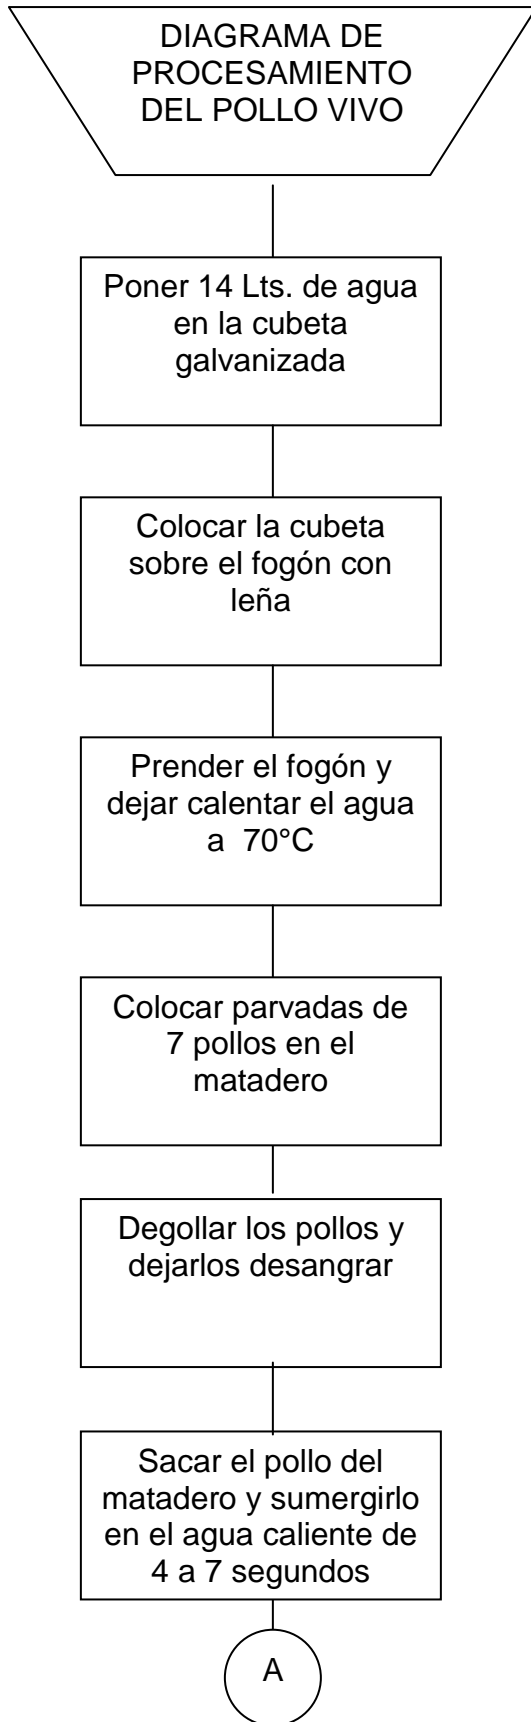 DIAGRAMA DE
PROCESAMIENTO
DEL POLLO VIVO
Poner 14 Lts. de agua
en la cubeta
galvanizada
Colocar la cubeta
sobre el fogón con
leña
Prender el fogón y
dejar calentar el agua
a 70°C
Colocar parvadas de
7 pollos en el
matadero
Degollar los pollos y
dejarlos desangrar
Sacar el pollo del
matadero y sumergirlo
en el agua caliente de
4 a 7 segundos
A